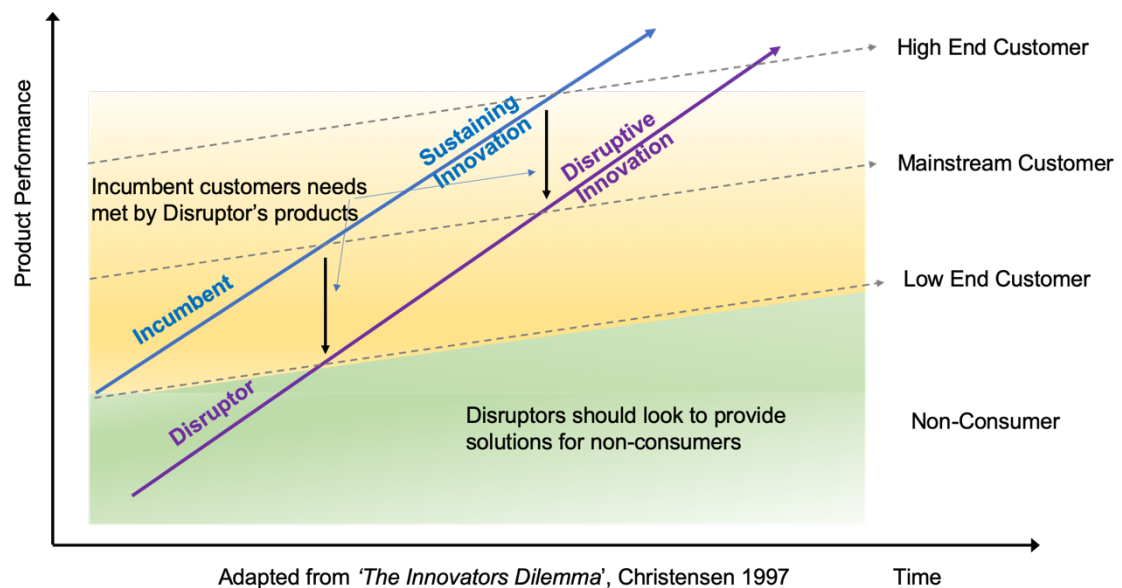 Product Performance
High End Customer
Sustaining
Innovation
Disruptive
Innovation
Mainstream Customer
Incumbent customers needs
met by Disruptor's products
Low End Customer
Incumbent
Disruptor
Disruptors should look to provide
solutions for non-consumers
Non-Consumer
Adapted from ‘The Innovators Dilemma’, Christensen 1997
Time